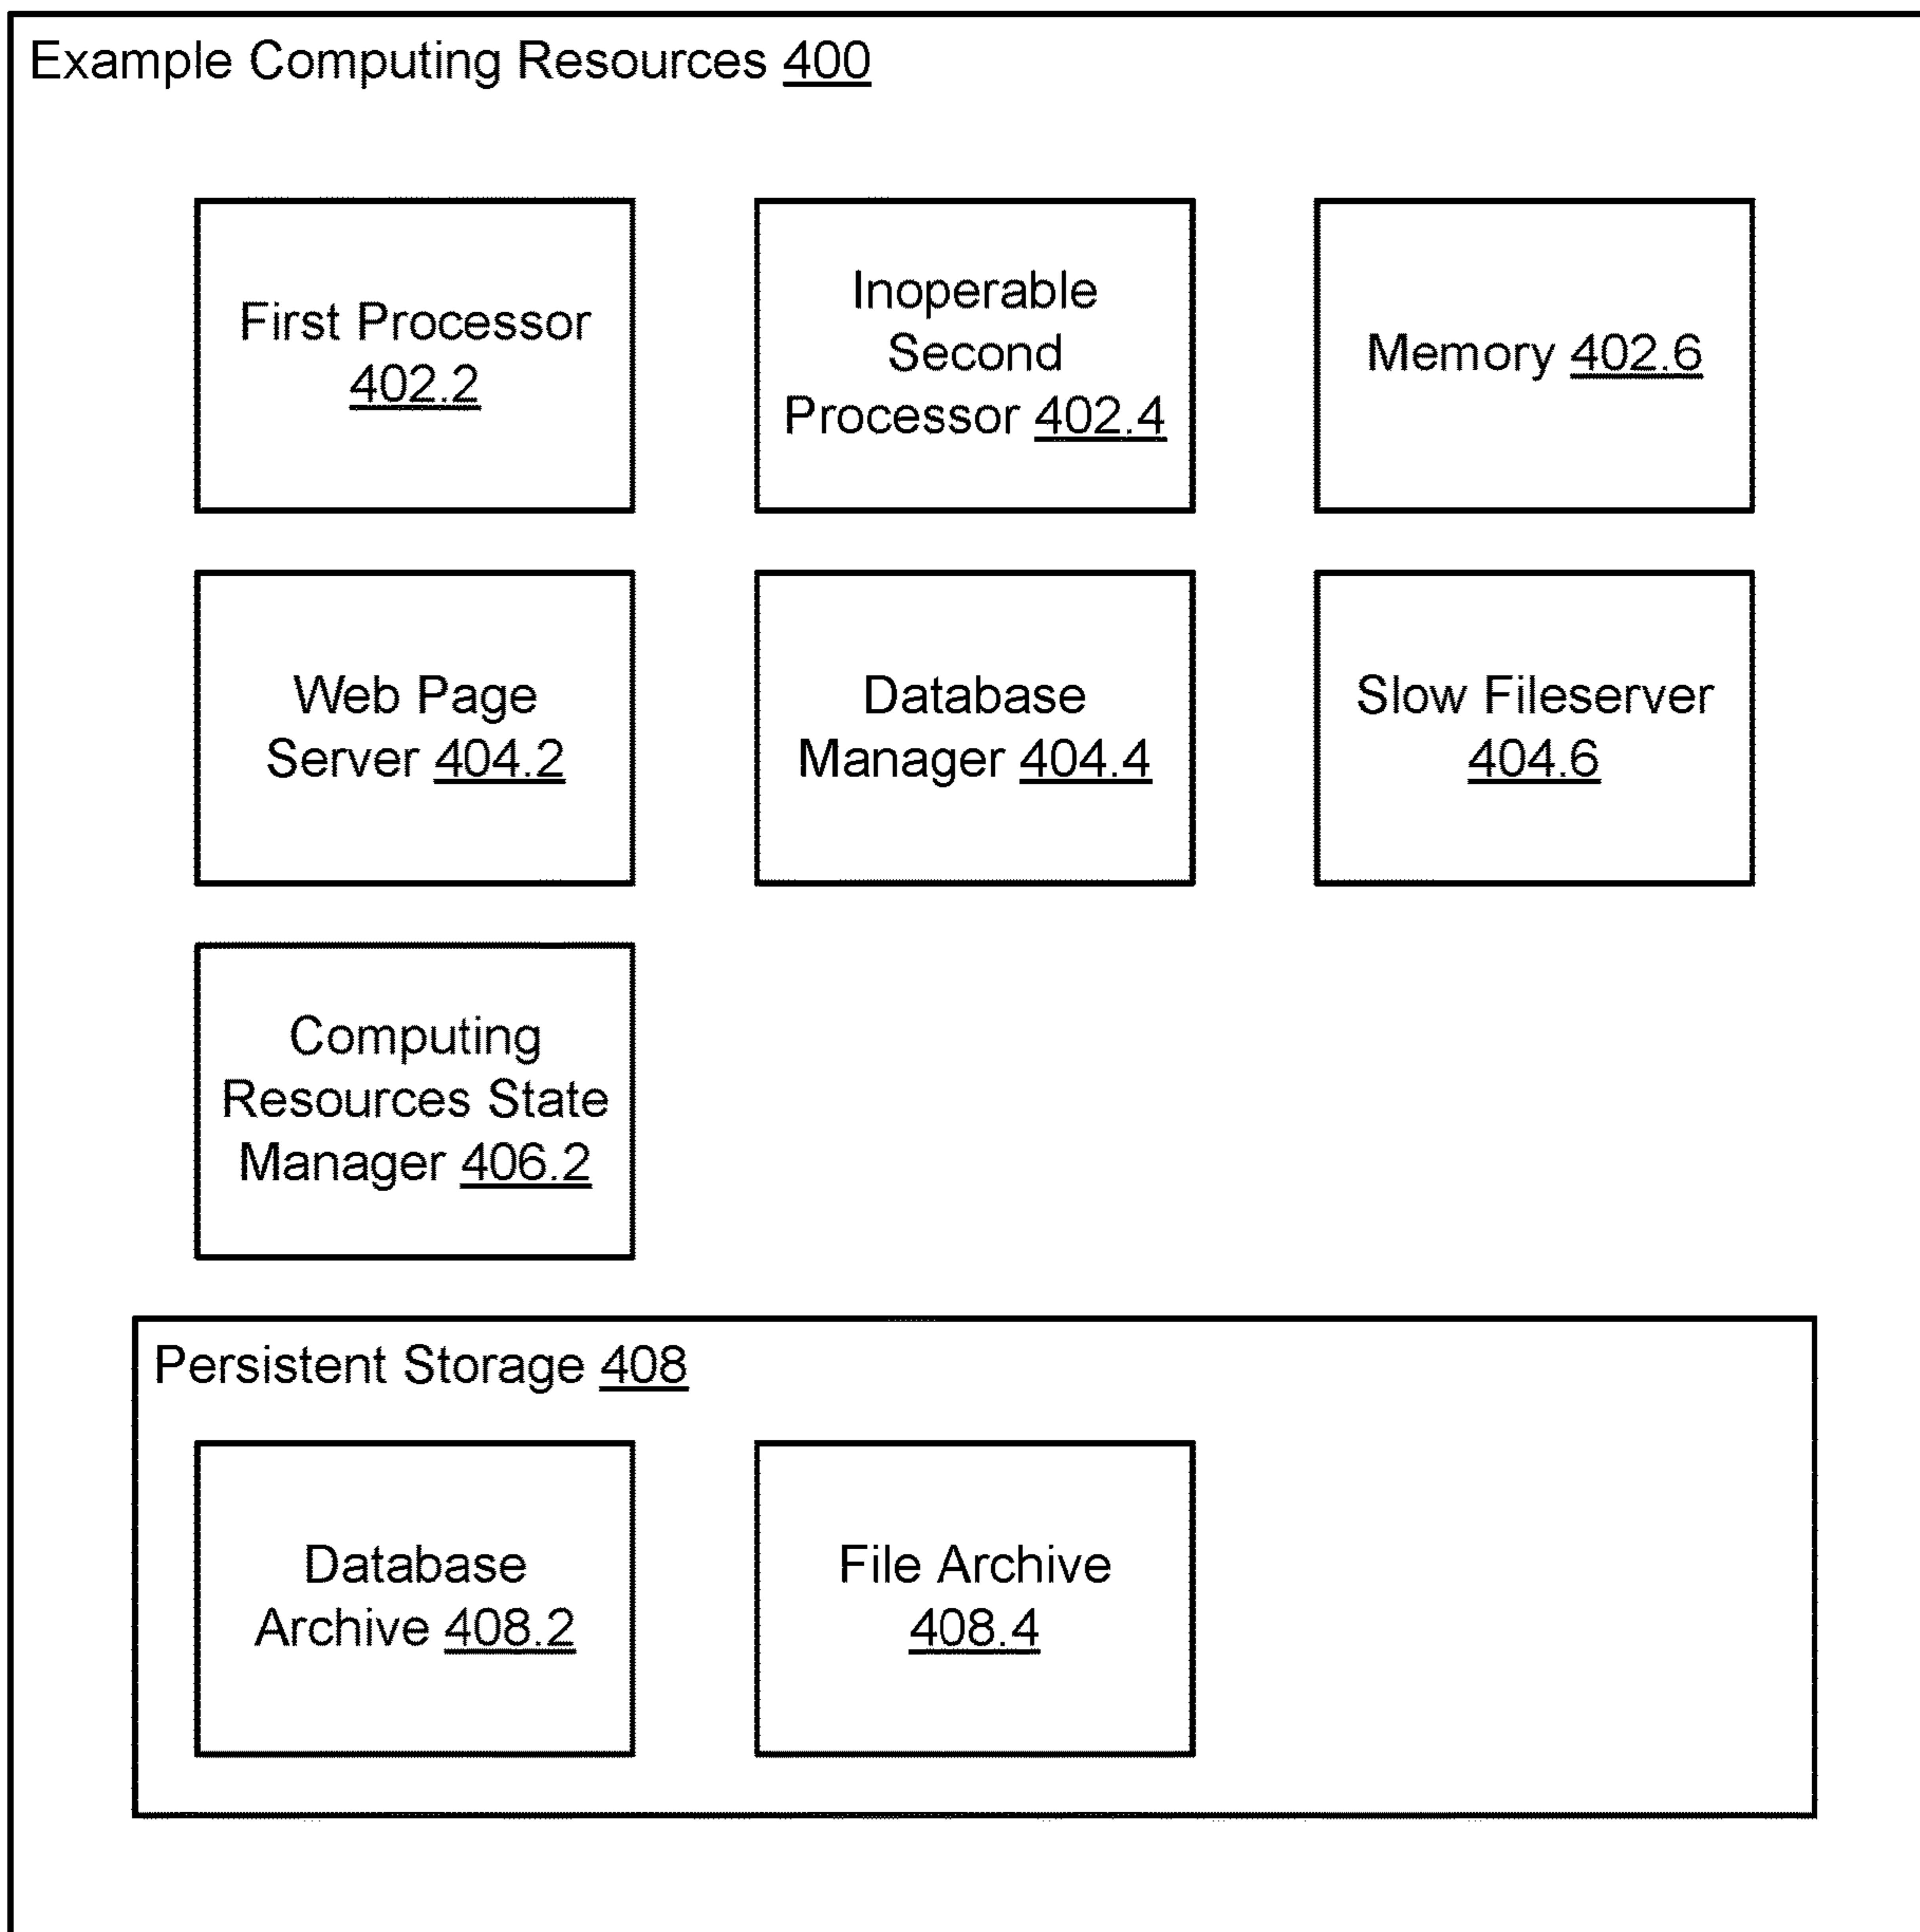 Example Computing Resources 400
First Processor
402.2
Inoperable
Second
Processor 402.4
Memory 402.6
Web Page
Server 404.2
Database
Manager 404.4
Slow Fileserver
404.6
Computing
Resources State
Manager 406.2
Persistent Storage 408
Database
Archive 408.2
File Archive
408.4